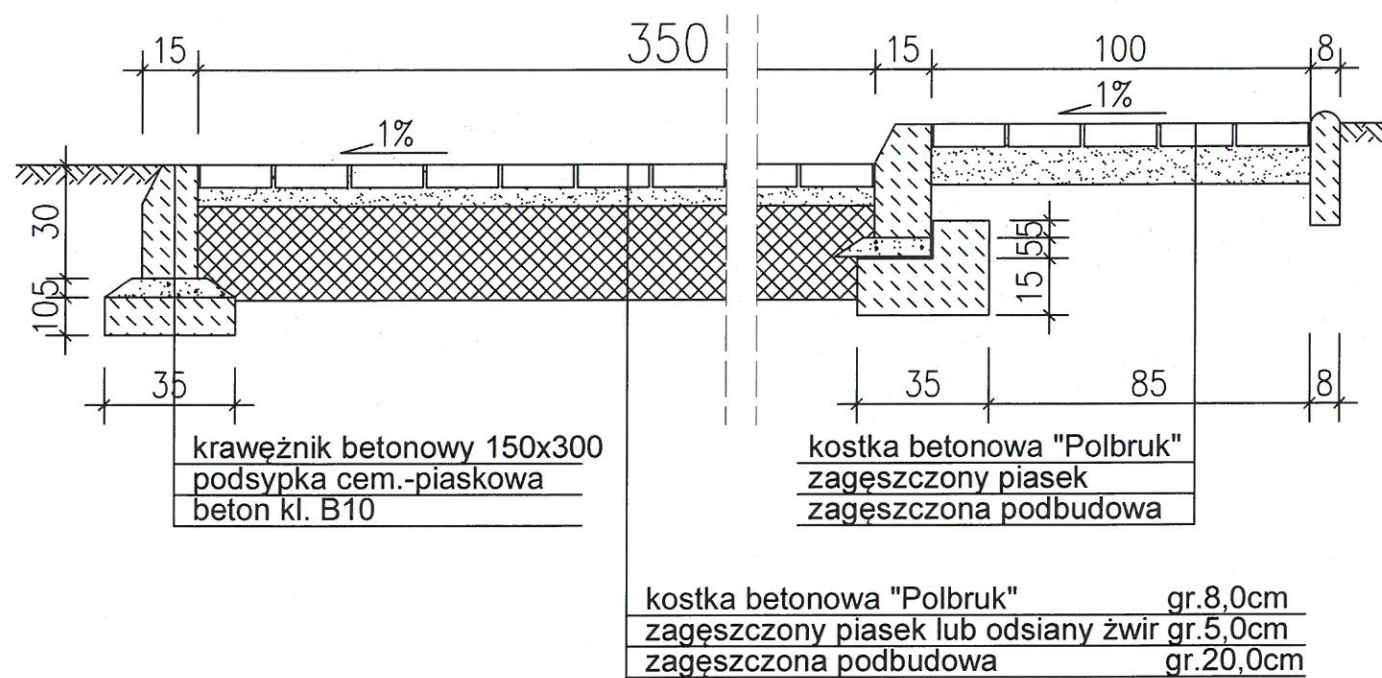 15
350
15
100
8
1%
1%
30
5
10
5
5
15
35
35
85
8
krawężnik betonowy 150x300
podsypka cem.-piaskowa
beton kl. B10
kostka betonowa "Polbruk"
zagęszczony piasek
zagęszczona podbudowa
kostka betonowa "Polbruk" gr.8,0cm
zagęszczony piasek lub odsiany żwir gr.5,0cm
zagęszczona podbudowa gr.20,0cm